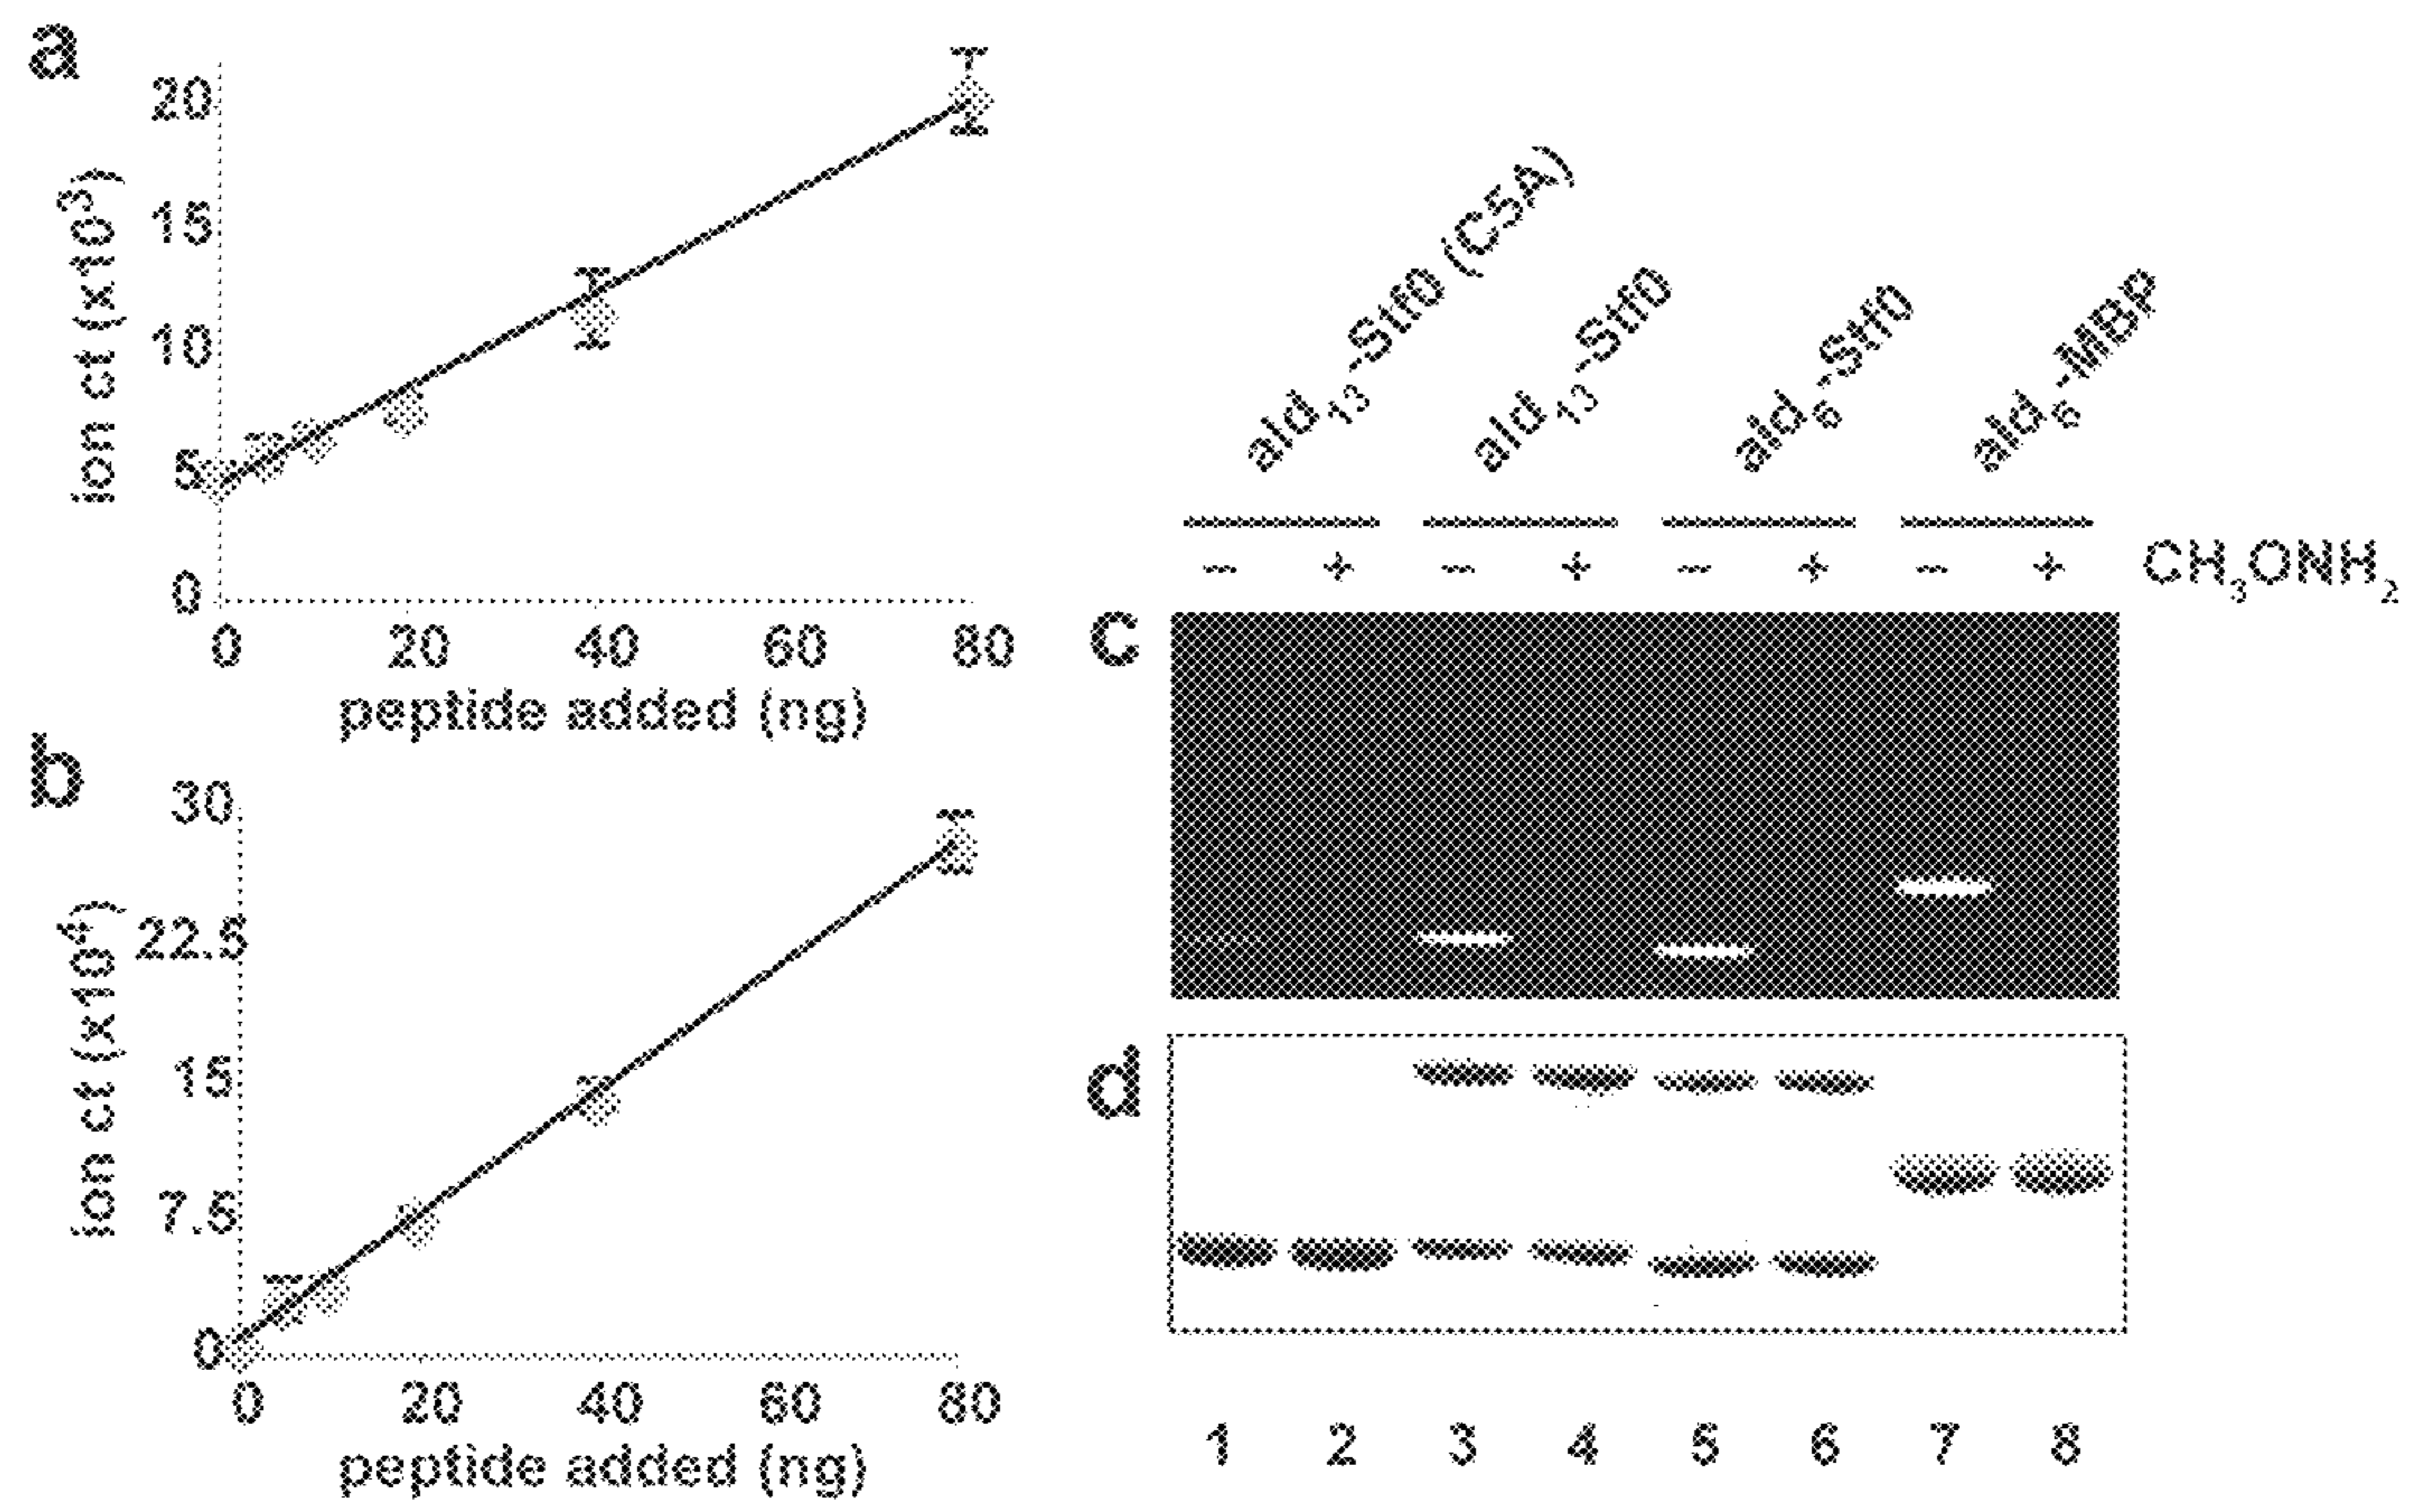 a
20
15
10
5
0
ion ct (x10³)
0 20 40 60 80
peptide added (ng)
b
30
22.5
15
7.5
0
ion ct (x10⁴)
0 20 40 60 80
peptide added (ng)
ald₁₃-Stf0 (C5A)
ald₁₃-Stf0
ald₆-Stf0
ald₆-MBP
– + – + – + – + CH₃ONH₂
c
d
1 2 3 4 5 6 7 8